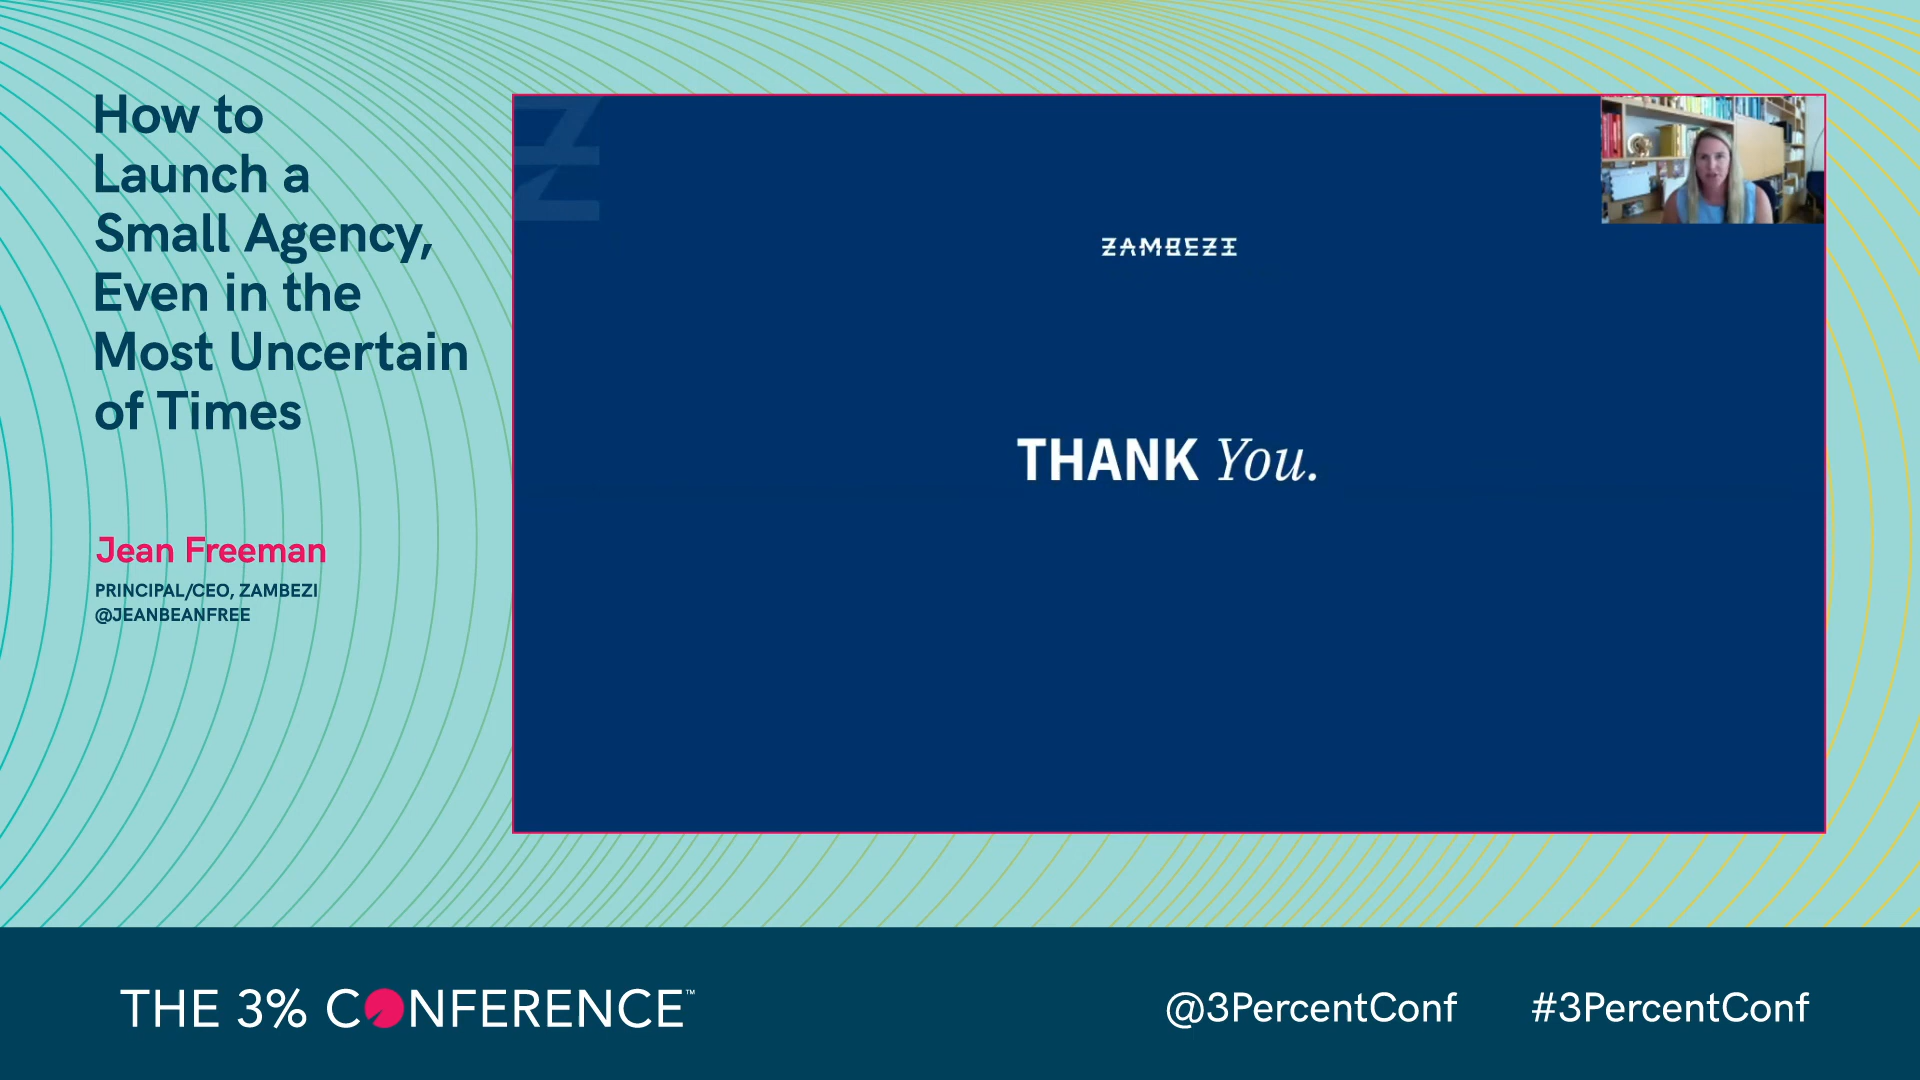 How to
Launch a
Small Agency,
Even in the
Most Uncertain
of Times
Jean Freeman
PRINCIPAL/CEO, ZAMBEZI
@JEANBEANFREE
ZAMBEZI
THANK You.
THE 3% CONFERENCE™
@3PercentConf
#3PercentConf